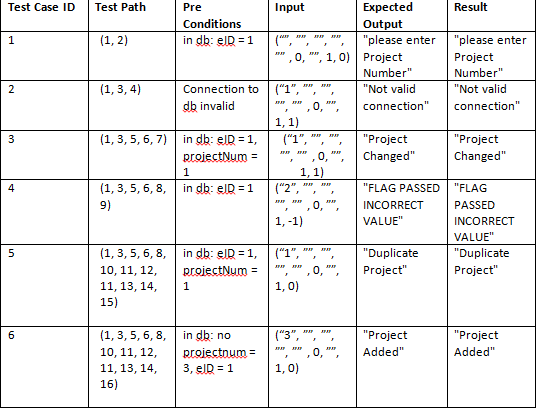 Test Case ID Test Path Pre Input Expected Result
Conditions Output
1 (1, 2) in db: eID = 1 (“”, ””, ””, ””, "please enter "please enter
”” , 0, ””, 1, 0) Project Project
Number" Number"
2 (1, 3, 4) Connection to (“1”, ””, ””, "Not valid "Not valid
db invalid ””, ”” , 0, ””, connection" connection"
1, 1)
3 (1, 3, 5, 6, 7) in db: eID = 1, (“1”, ””, ””, "Project "Project
projectNum = ””, ”” , 0, ””, Changed" Changed"
1 1, 1)
4 (1, 3, 5, 6, 8, in db: eID = 1 (“2”, ””, ””, "FLAG PASSED "FLAG
9) ””, ”” , 0, ””, INCORRECT PASSED
1, -1) VALUE" INCORRECT
VALUE"
5 (1, 3, 5, 6, 8, in db: eID = 1, (“1”, ””, ””, "Duplicate "Duplicate
10, 11, 12, projectNum = ””, ”” , 0, ””, Project" Project"
11, 13, 14, 1 1, 0)
15)
6 (1, 3, 5, 6, 8, in db: no (“3”, ””, ””, "Project "Project
10, 11, 12, projectnum = ””, ”” , 0, ””, Added" Added"
11, 13, 14, 3, eID = 1 1, 0)
16)